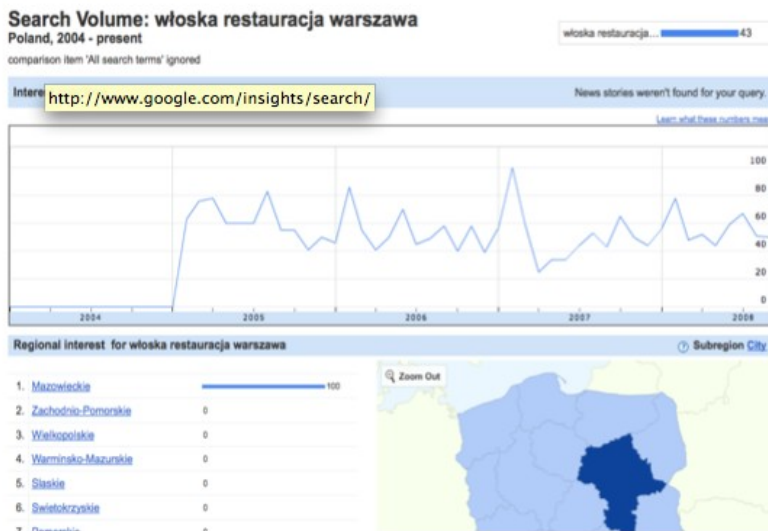 Search Volume: włoska restauracja warszawa
Poland, 2004 - present
comparison item 'All search terms' ignored
włoska restauracja... 43
Intere
http://www.google.com/insights/search/
News stories weren't found for your query.
Learn what these numbers mea
100
80
60
40
20
0
2004 2005 2006 2007 2008
Regional interest for włoska restauracja warszawa
? Subregion City
1. Mazowieckie 100
2. Zachodnio-Pomorskie 0
3. Wielkopolskie 0
4. Warminsko-Mazurskie 0
5. Slaskie 0
6. Swietokrzyskie 0
7. Pomorskie 0
Zoom Out